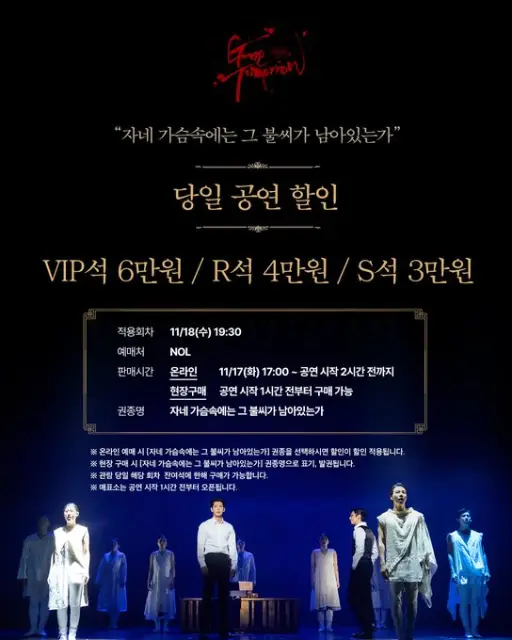 For Tomorrow
“자네 가슴속에는 그 불씨가 남아있는가”
당일 공연 할인
VIP석 6만원 / R석 4만원 / S석 3만원
적용회차 11/18(수) 19:30
예매처 NOL
판매시간 온라인 11/17(화) 17:00 ~ 공연 시작 2시간 전까지
현장구매 공연 시작 1시간 전부터 구매 가능
권종명 자네 가슴속에는 그 불씨가 남아있는가
※ 온라인 예매 시 [자네 가슴속에는 그 불씨가 남아있는가] 권종을 선택하시면 할인이 할인 적용됩니다.
※ 현장 구매 시 [자네 가슴속에는 그 불씨가 남아있는가] 권종명으로 표기, 발권됩니다.
※ 관람 당일 해당 회차 잔여석에 한해 구매가 가능합니다.
※ 매표소는 공연 시작 1시간 전부터 오픈됩니다.